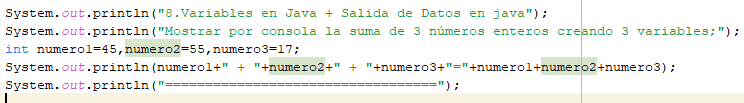 System.out.println("8.Variables en Java + Salida de Datos en java");
System.out.println("Mostrar por consola la suma de 3 números enteros creando 3 variables;");
int numero1=45,numero2=55,numero3=17;
System.out.println(numero1+" + "+numero2+" + "+numero3+"="+numero1+numero2+numero3);
System.out.println("==================================");